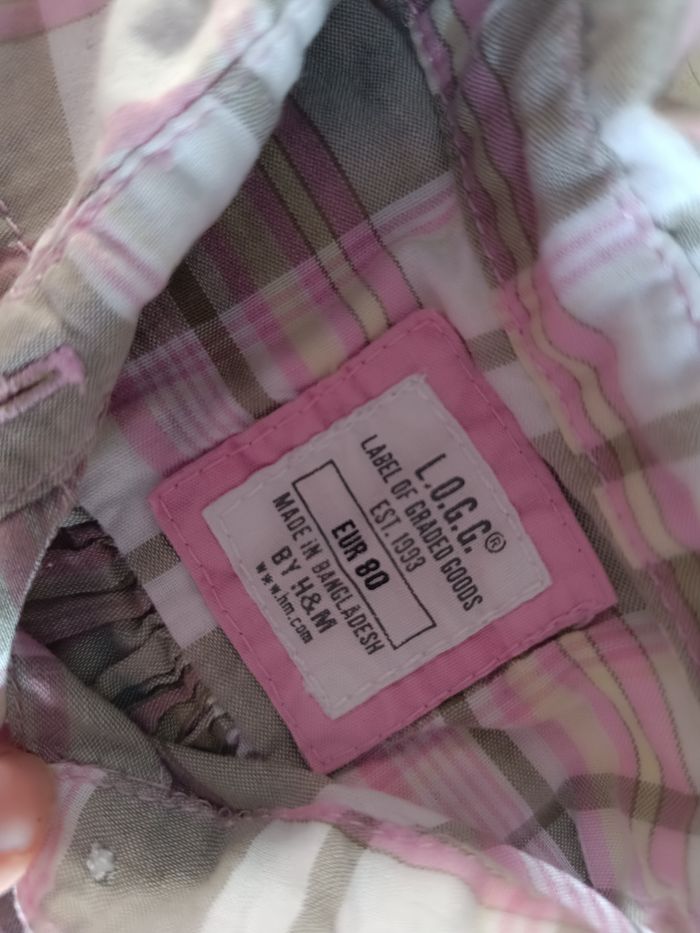 L.O.G.G.®
LABEL OF GRADED GOODS
EST. 1993
EUR 80
MADE iN BANGLADESH
BY H&M
www.hm.com